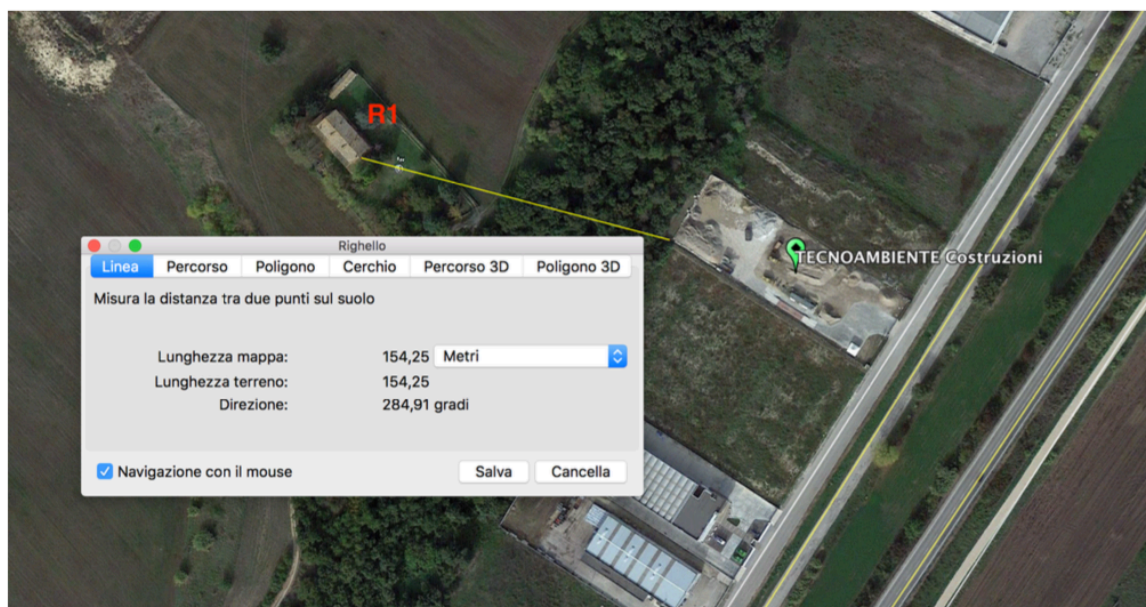 R1
TECNOAMBIENTE Costruzioni
Righello
Linea
Percorso
Poligono
Cerchio
Percorso 3D
Poligono 3D
Misura la distanza tra due punti sul suolo
Lunghezza mappa: 154,25 Metri
Lunghezza terreno: 154,25
Direzione: 284,91 gradi
Navigazione con il mouse
Salva
Cancella